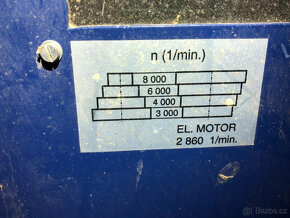 n (1/min.)
8 000
6 000
4 000
3 000
EL. MOTOR
2 860 1/min.
© Bazos.cz